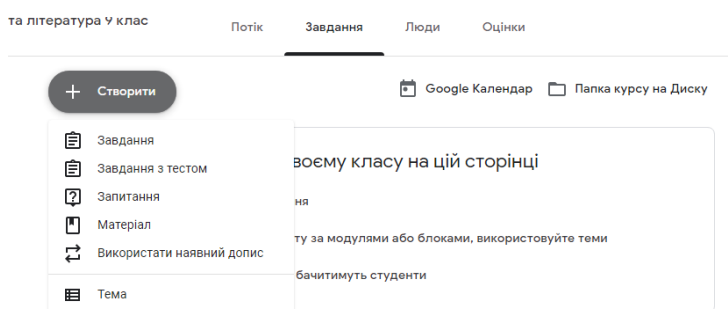 та література 9 клас Потік Завдання Люди Оцінки
Створити Google Календар Папка курсу на Диску
Завдання
Завдання з тестом
воєму класу на цій сторінці
Запитання
ня
Матеріал
ту за модулями або блоками, використовуйте теми
Використати наявний допис
бачитимуть студенти
Тема